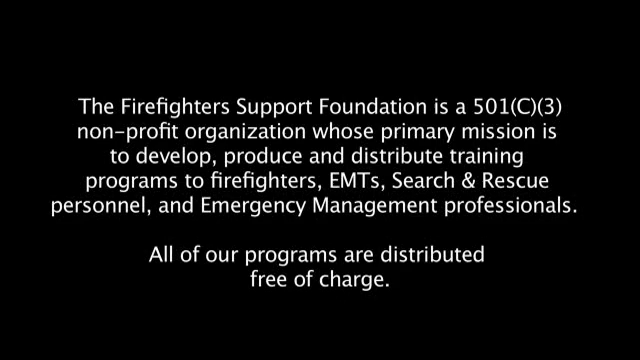 The Firefighters Support Foundation is a 501(C)(3)
non-profit organization whose primary mission is
to develop, produce and distribute training
programs to firefighters, EMTs, Search & Rescue
personnel, and Emergency Management professionals.
All of our programs are distributed
free of charge.